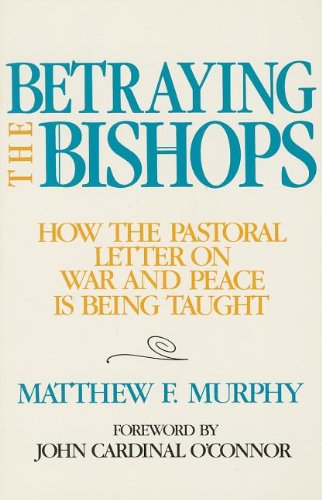 BETRAYING
THE
BISHOPS
HOW THE PASTORAL
LETTER ON
WAR AND PEACE
IS BEING TAUGHT
MATTHEW F. MURPHY
FOREWORD BY
JOHN CARDINAL O'CONNOR